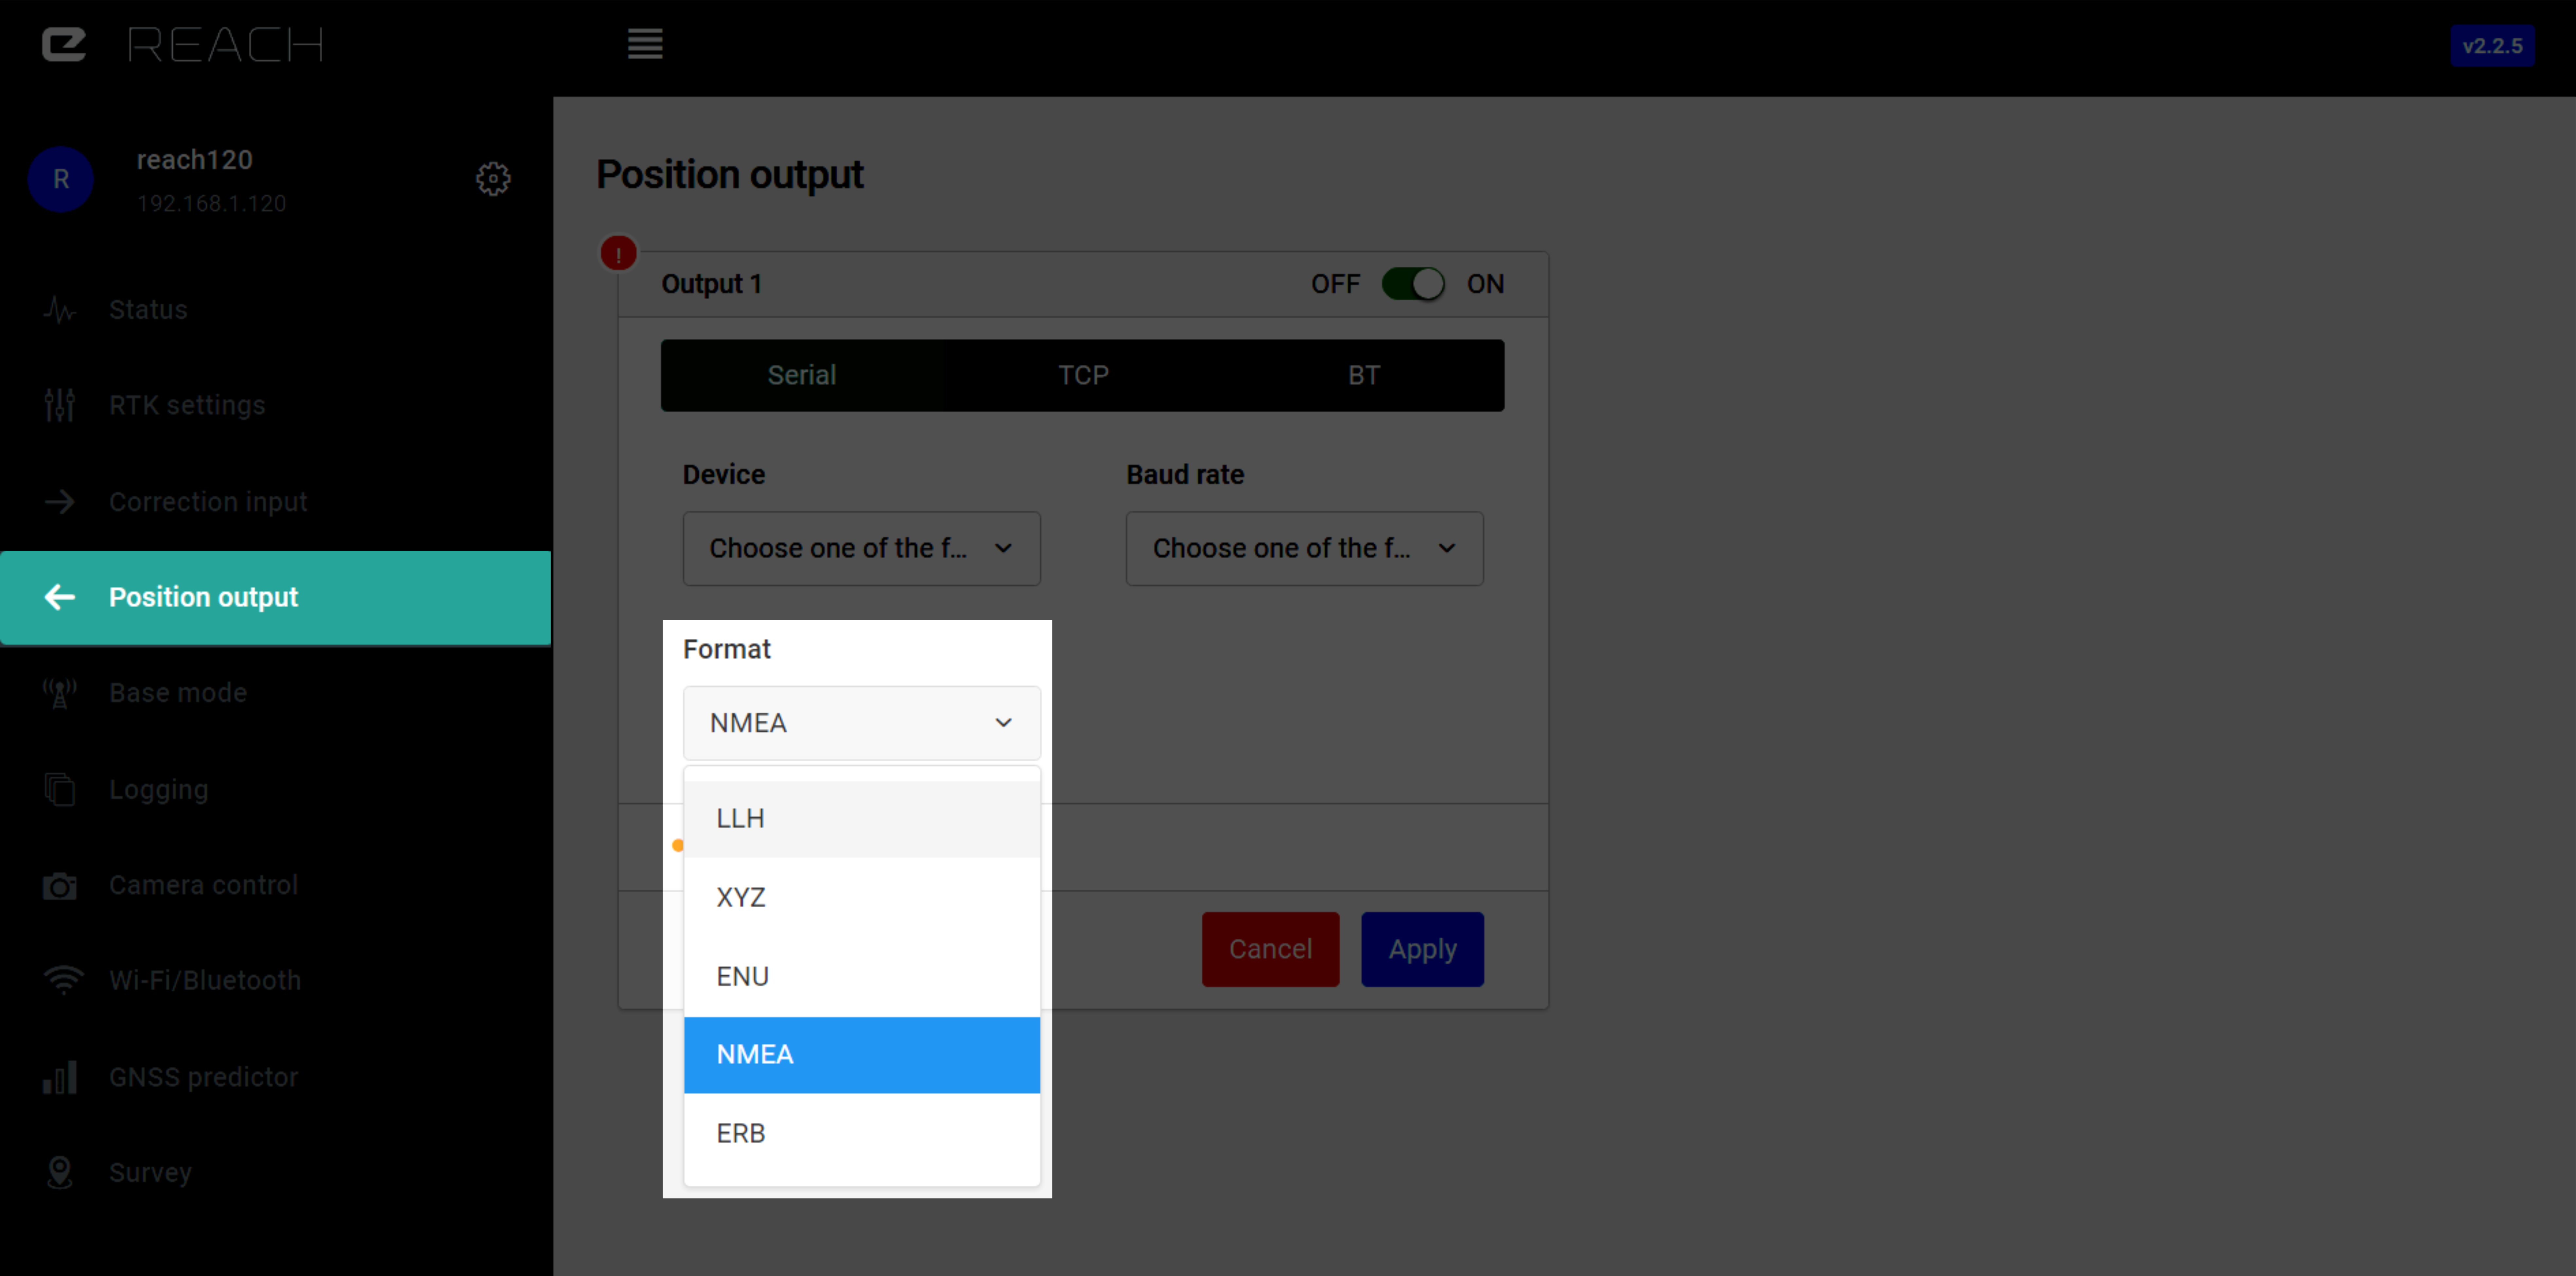 REACH
v2.2.5
R
reach120
192.168.1.120
Status
RTK settings
Correction input
Position output
Base mode
Logging
Camera control
Wi-Fi/Bluetooth
GNSS predictor
Survey
Position output
!
Output 1
OFF ON
Serial TCP BT
Device Baud rate
Choose one of the f... Choose one of the f...
Format
NMEA
LLH
XYZ
ENU
NMEA
ERB
Cancel Apply